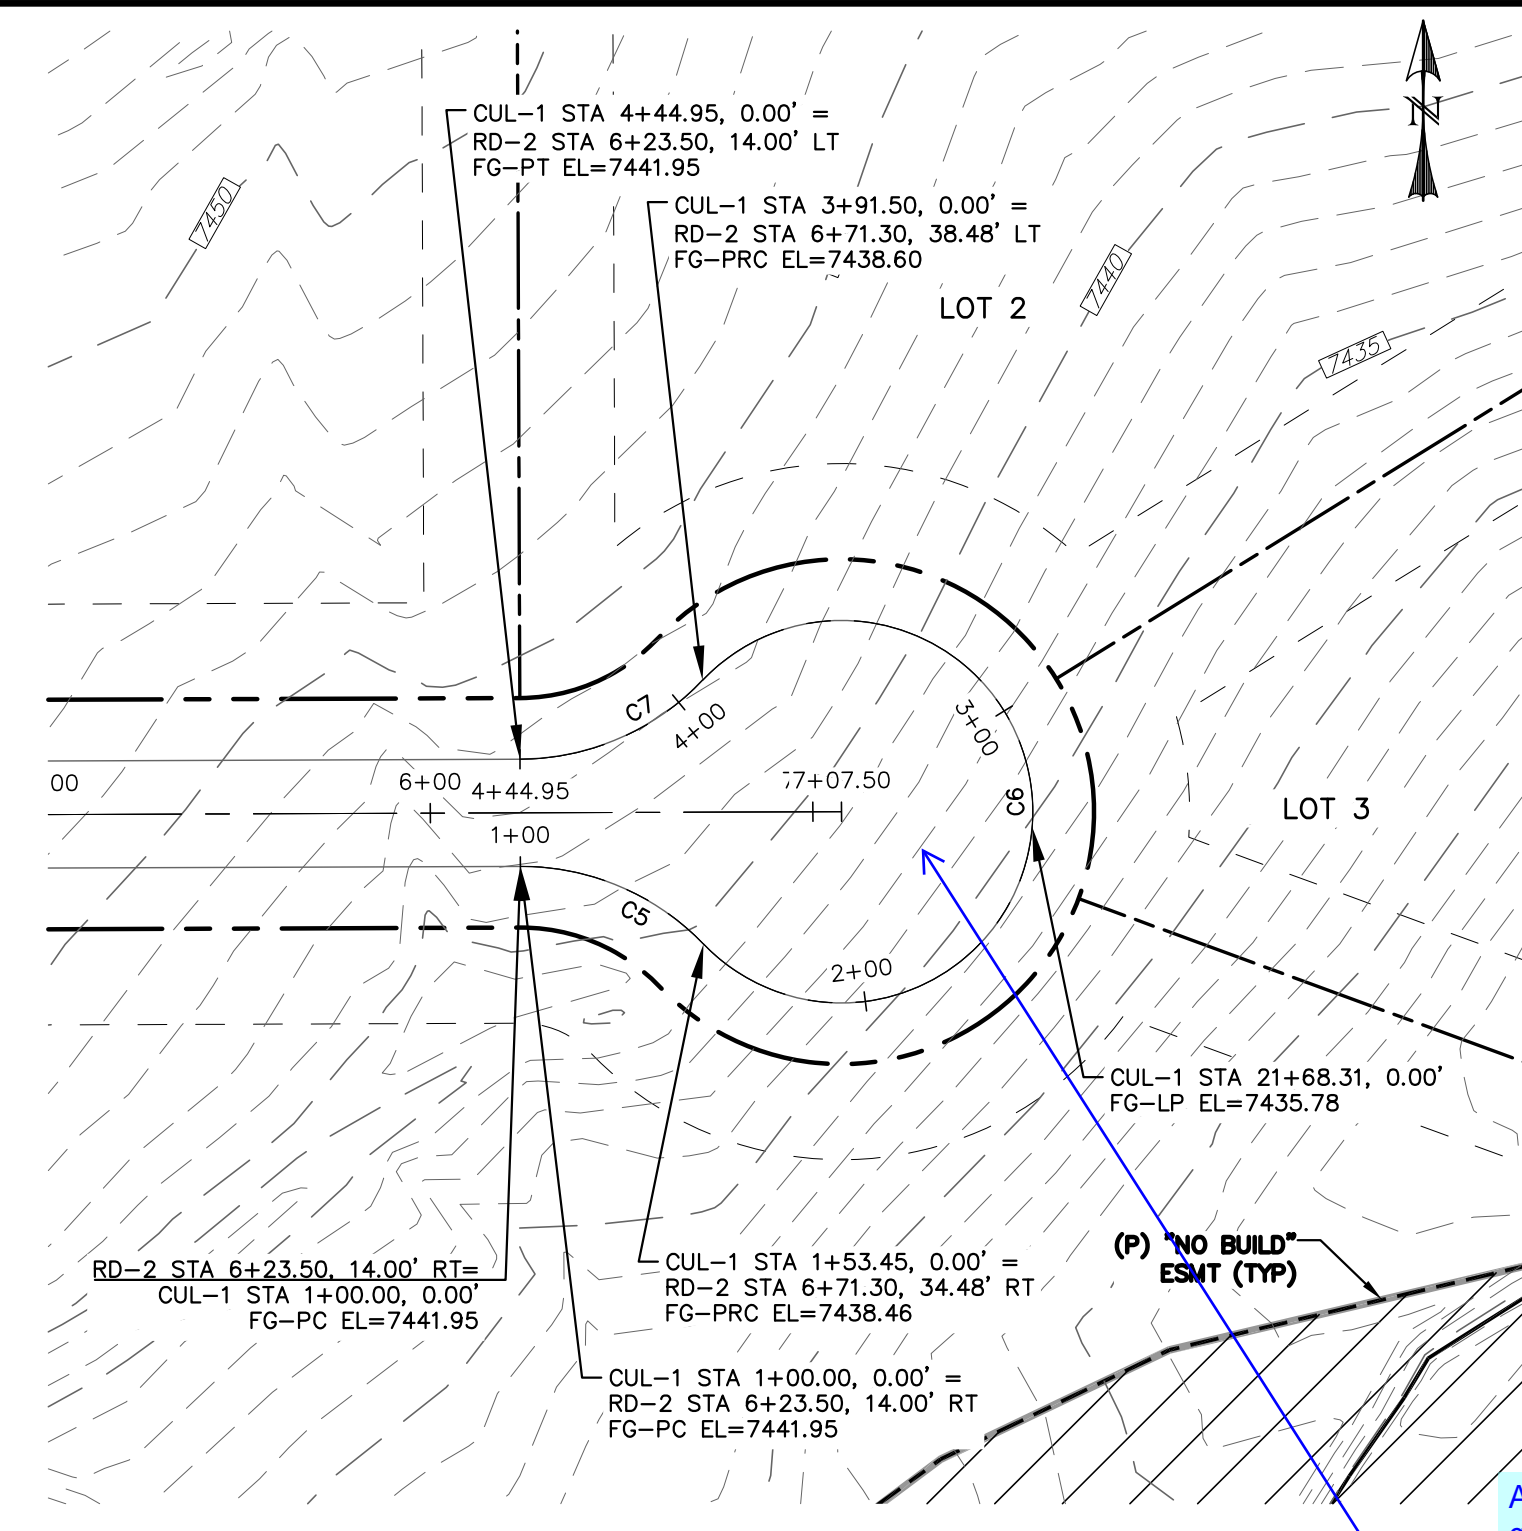 N
CUL-1 STA 4+44.95, 0.00' =
RD-2 STA 6+23.50, 14.00' LT
FG-PT EL=7441.95
7450
CUL-1 STA 3+91.50, 0.00' =
RD-2 STA 6+71.30, 38.48' LT
FG-PRC EL=7438.60
7440
LOT 2
7435
C7
4+00
3+00
00
6+00
4+44.95
7+07.50
C6
LOT 3
1+00
C5
2+00
CUL-1 STA 21+68.31, 0.00'
FG-LP EL=7435.78
(P) "NO BUILD"
ESMT (TYP)
RD-2 STA 6+23.50, 14.00' RT=
CUL-1 STA 1+00.00, 0.00'
FG-PC EL=7441.95
CUL-1 STA 1+53.45, 0.00' =
RD-2 STA 6+71.30, 34.48' RT
FG-PRC EL=7438.46
CUL-1 STA 1+00.00, 0.00' =
RD-2 STA 6+23.50, 14.00' RT
FG-PC EL=7441.95
A